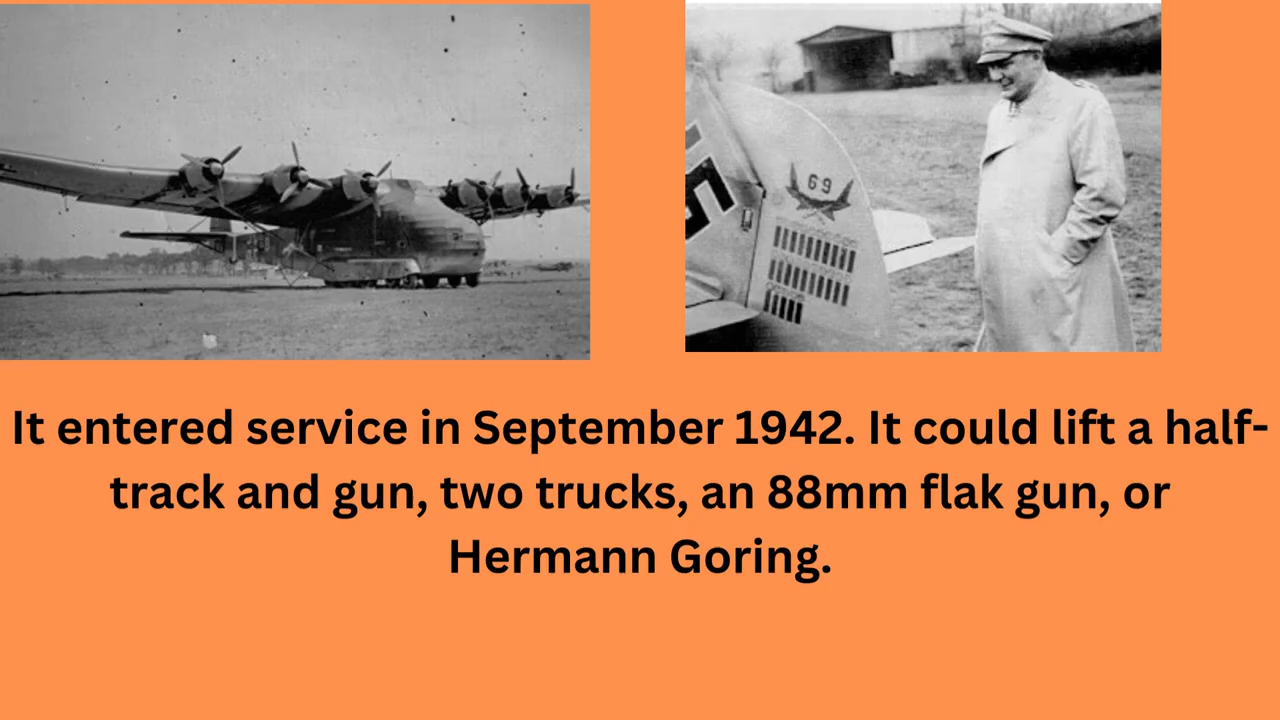 69
It entered service in September 1942. It could lift a half-
track and gun, two trucks, an 88mm flak gun, or
Hermann Goring.